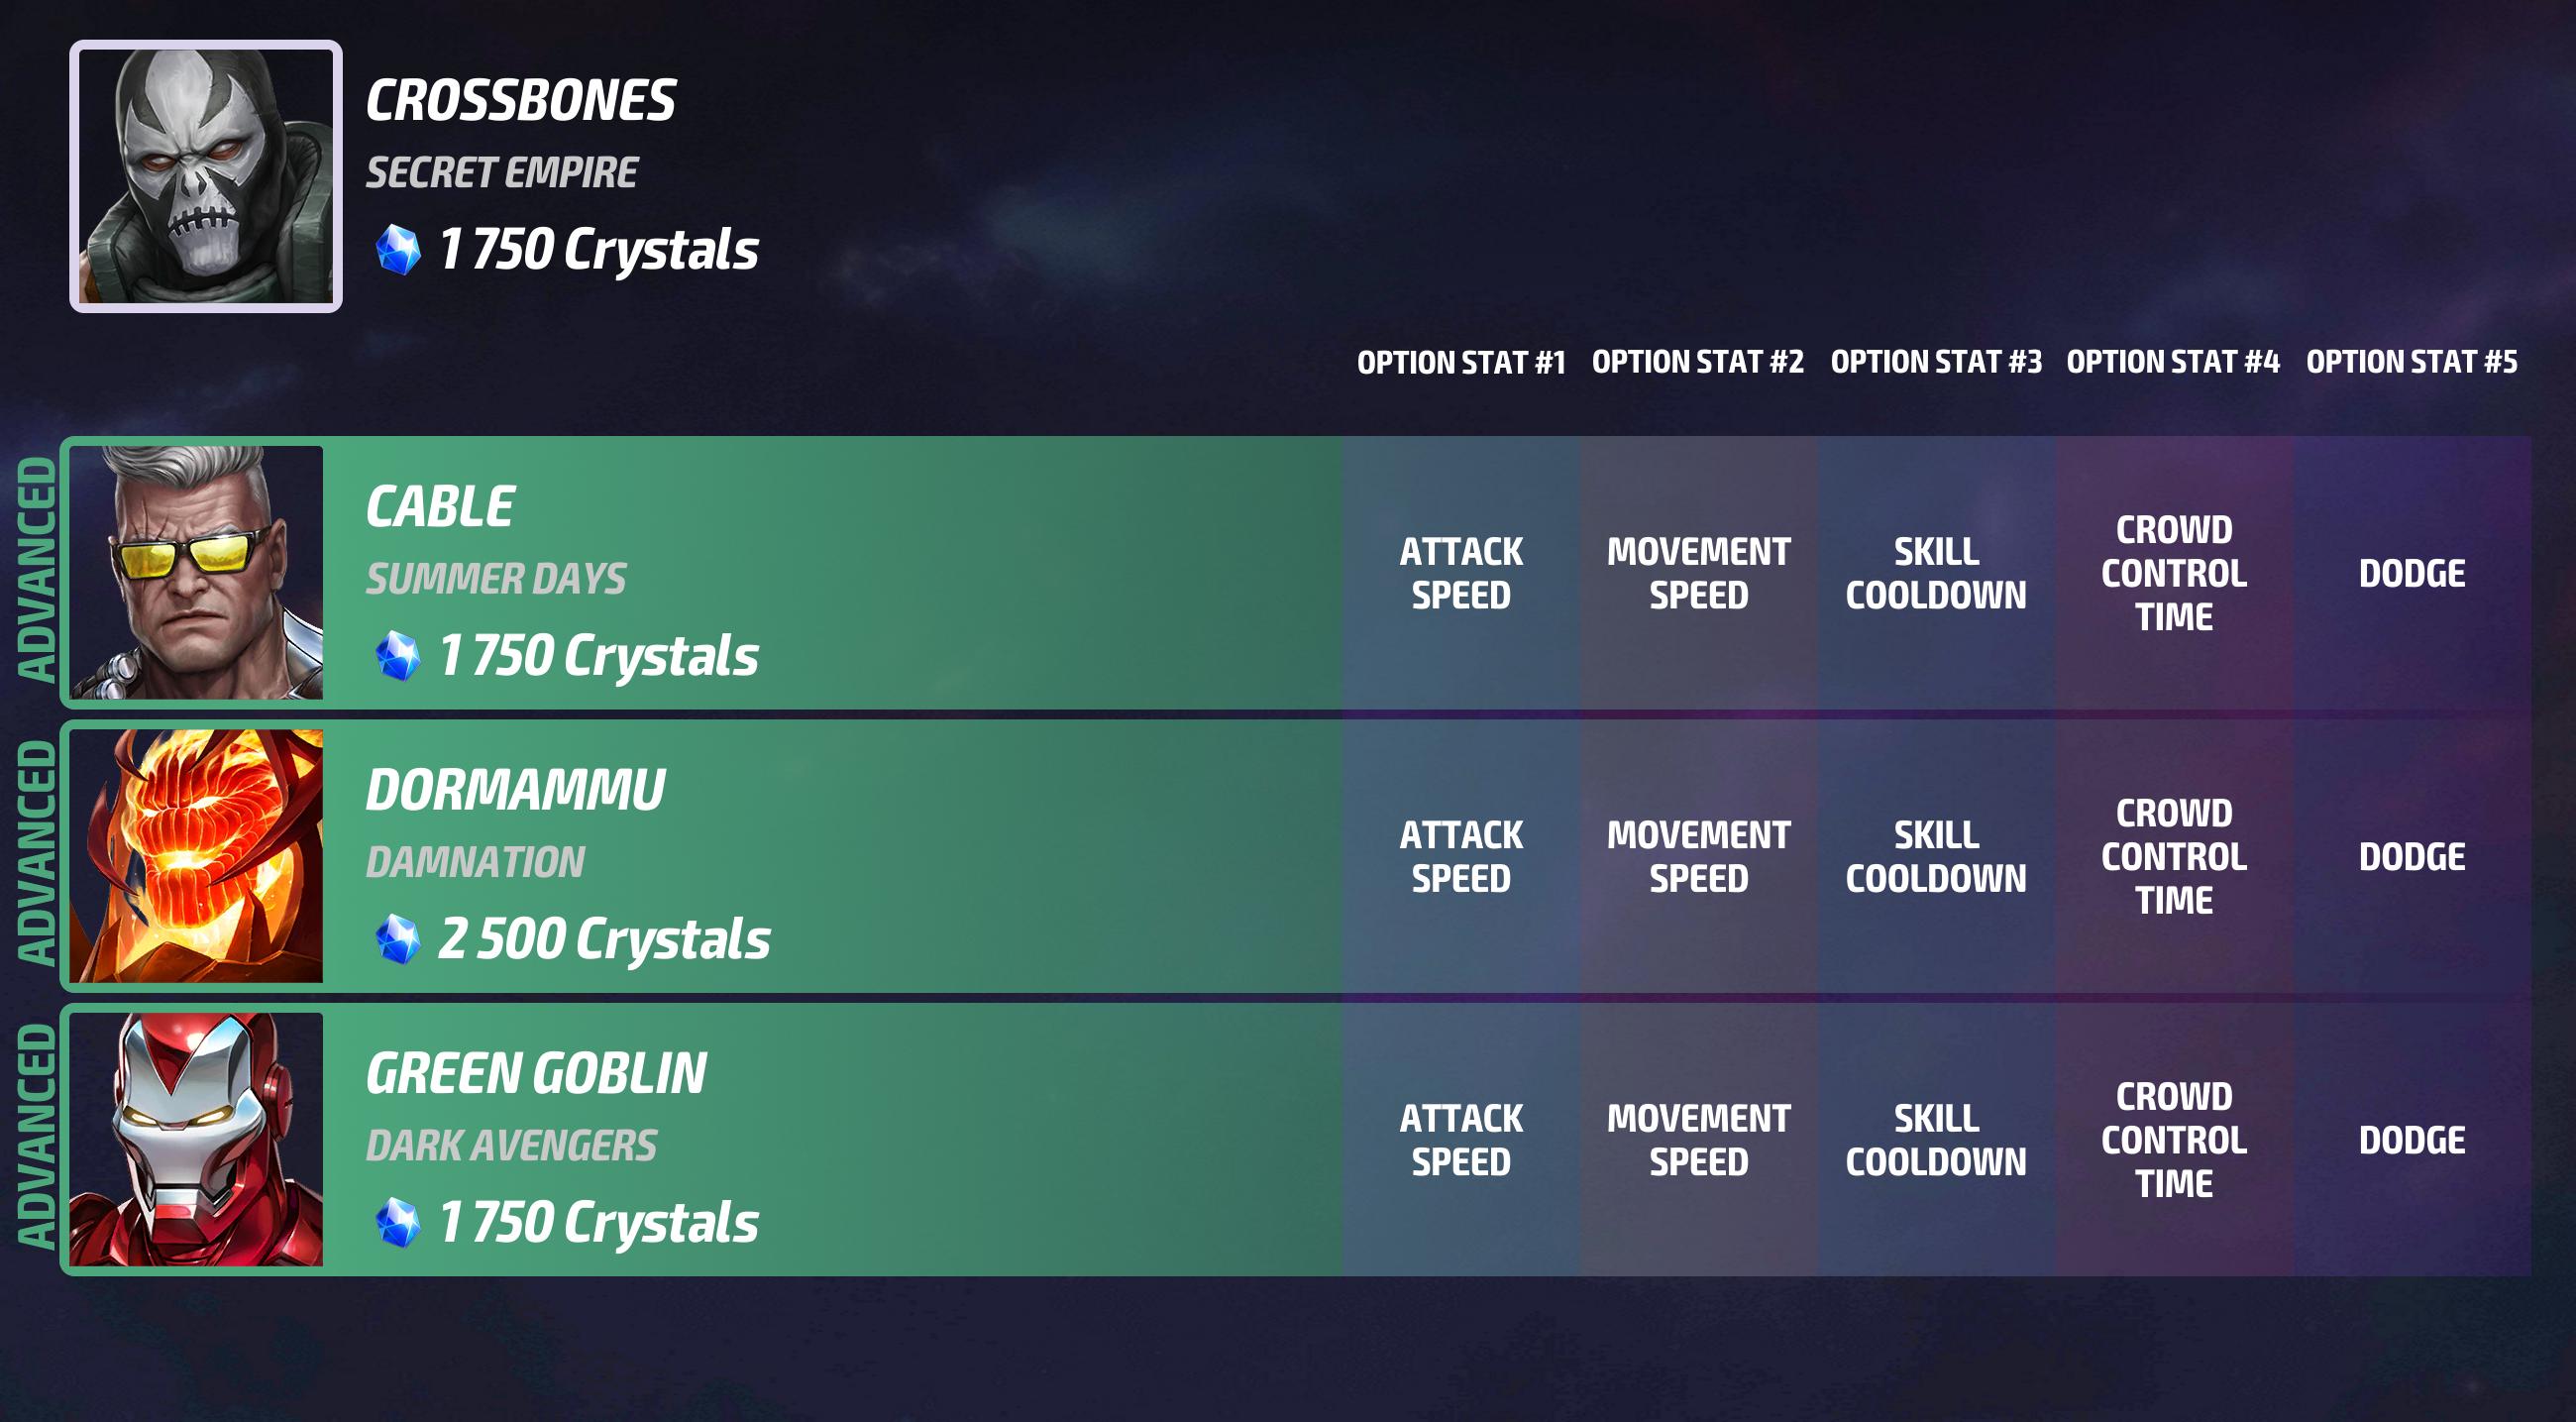 CROSSBONES
SECRET EMPIRE
1 750 Crystals
OPTION STAT #1 OPTION STAT #2 OPTION STAT #3 OPTION STAT #4 OPTION STAT #5
ADVANCED
CABLE
SUMMER DAYS
1 750 Crystals
ATTACK
SPEED
MOVEMENT
SPEED
SKILL
COOLDOWN
CROWD
CONTROL
TIME
DODGE
ADVANCED
DORMAMMU
DAMNATION
2 500 Crystals
ATTACK
SPEED
MOVEMENT
SPEED
SKILL
COOLDOWN
CROWD
CONTROL
TIME
DODGE
ADVANCED
GREEN GOBLIN
DARK AVENGERS
1 750 Crystals
ATTACK
SPEED
MOVEMENT
SPEED
SKILL
COOLDOWN
CROWD
CONTROL
TIME
DODGE